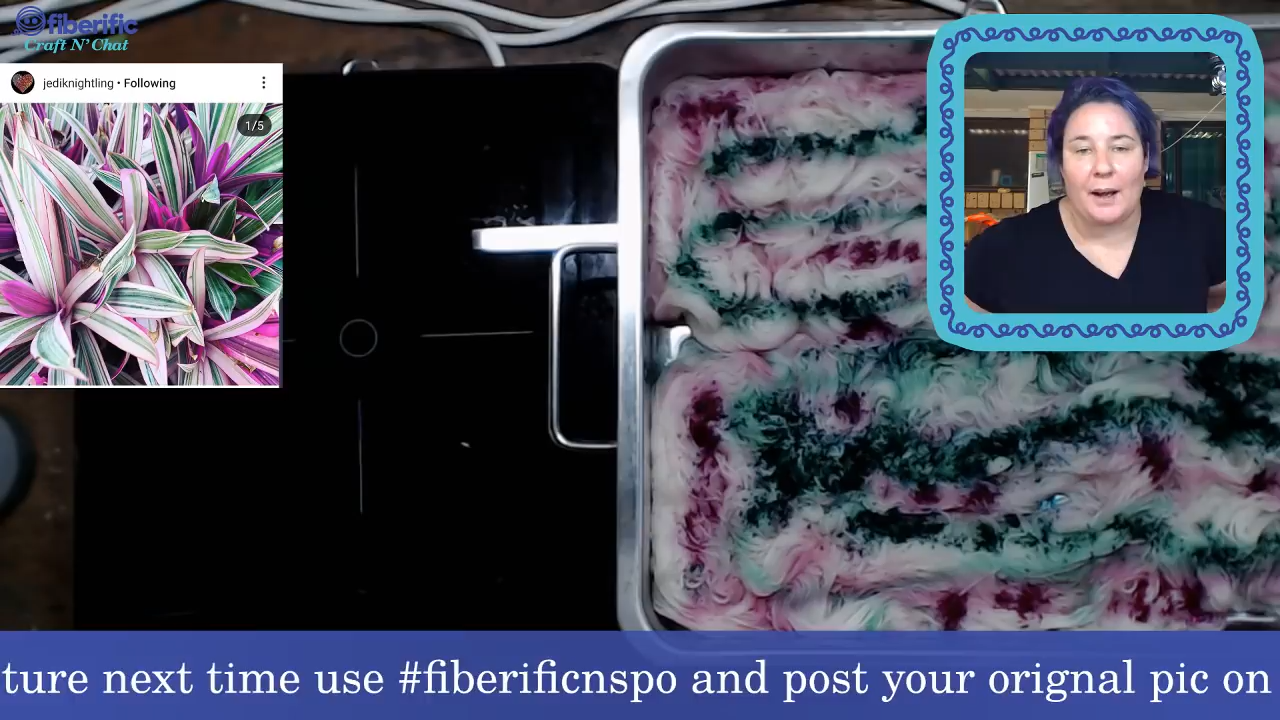 fiberific
Craft N' Chat
jediknightling • Following
1/5
ture next time use #fiberificnspo and post your orignal pic on